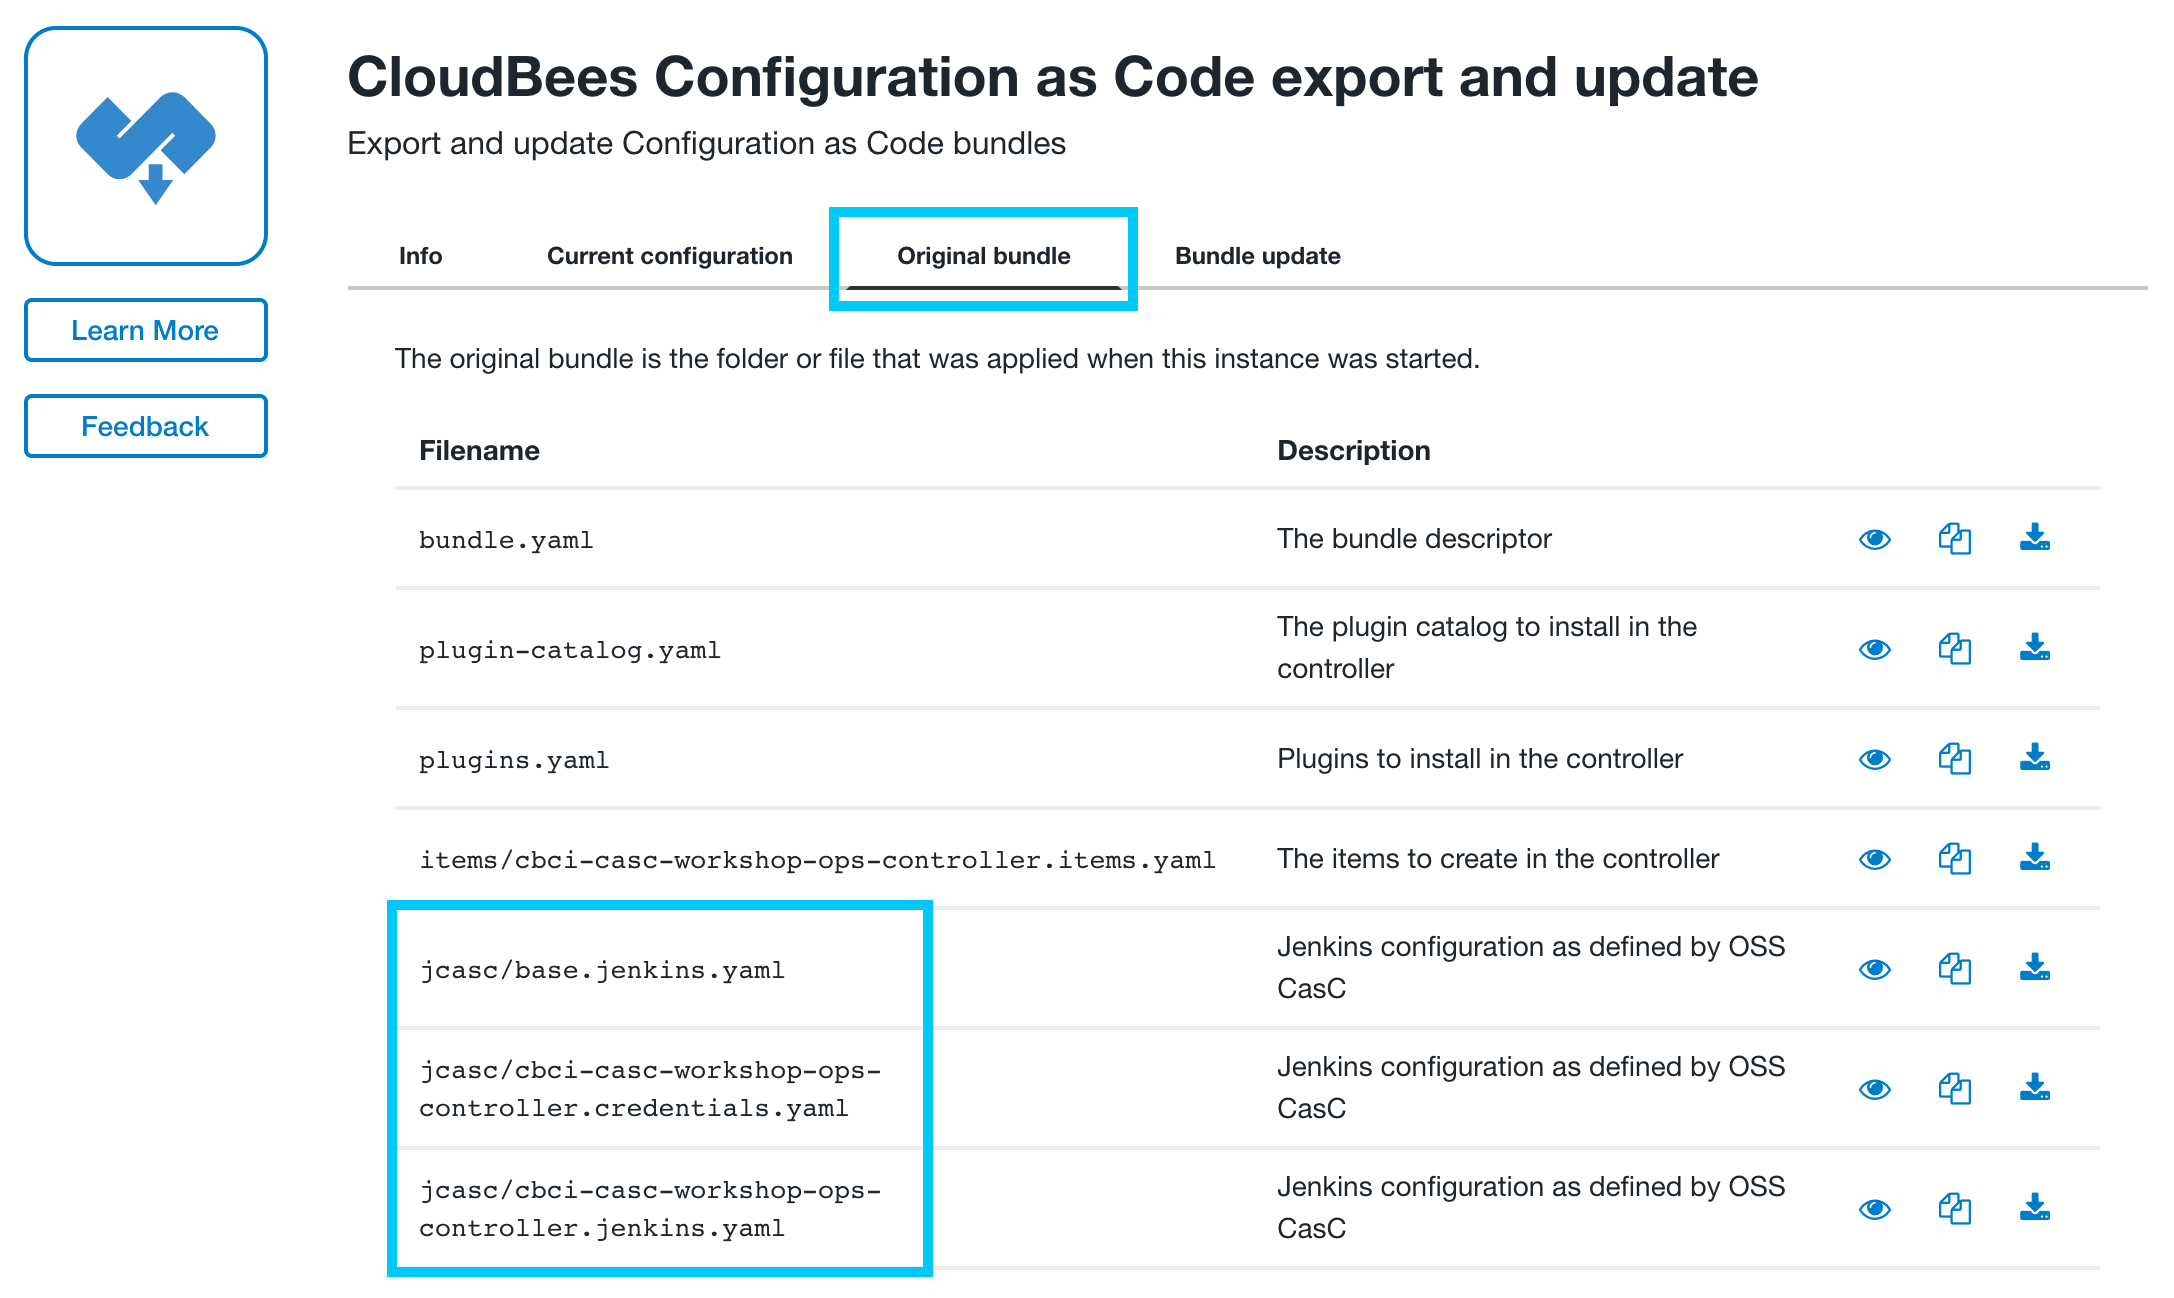 CloudBees Configuration as Code export and update
Export and update Configuration as Code bundles
Learn More
Feedback
Info
Current configuration
Original bundle
Bundle update
The original bundle is the folder or file that was applied when this instance was started.
Filename
Description
bundle.yaml
The bundle descriptor
plugin-catalog.yaml
The plugin catalog to install in the
controller
plugins.yaml
Plugins to install in the controller
items/cbci-casc-workshop-ops-controller.items.yaml
The items to create in the controller
jcasc/base.jenkins.yaml
Jenkins configuration as defined by OSS
CasC
jcasc/cbci-casc-workshop-ops-
controller.credentials.yaml
Jenkins configuration as defined by OSS
CasC
jcasc/cbci-casc-workshop-ops-
controller.jenkins.yaml
Jenkins configuration as defined by OSS
CasC